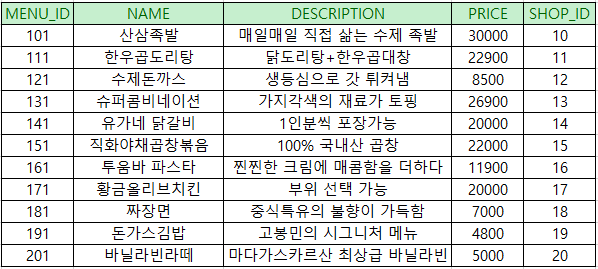 MENU_ID NAME DESCRIPTION PRICE SHOP_ID
101 산삼족발 매일매일 직접 삶는 수제 족발 30000 10
111 한우곱도리탕 닭도리탕+한우곱대창 22900 11
121 수제돈까스 생등심으로 갓 튀켜냄 8500 12
131 슈퍼콤비네이션 가지각색의 재료가 토핑 26900 13
141 유가네 닭갈비 1인분씩 포장가능 20000 14
151 직화야채곱창볶음 100% 국내산 곱창 22000 15
161 투움바 파스타 찐찐한 크림에 매콤함을 더하다 11900 16
171 황금올리브치킨 부위 선택 가능 20000 17
181 짜장면 중식특유의 불향이 가득함 7000 18
191 돈가스김밥 고봉민의 시그니처 메뉴 4800 19
201 바닐라빈라떼 마다가스카르산 최상급 바닐라빈 5000 20